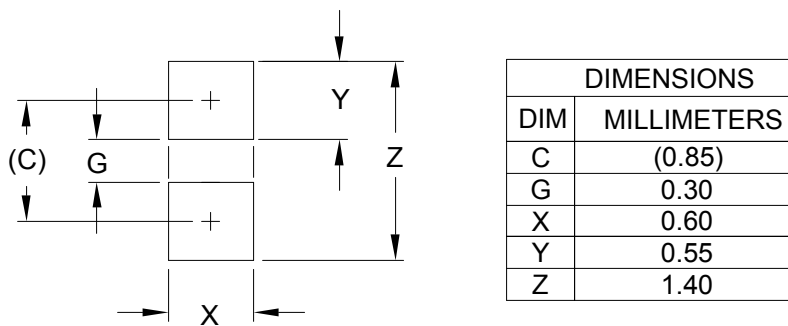 Y
(C)
G
Z
X
DIMENSIONS
DIM MILLIMETERS
C (0.85)
G 0.30
X 0.60
Y 0.55
Z 1.40